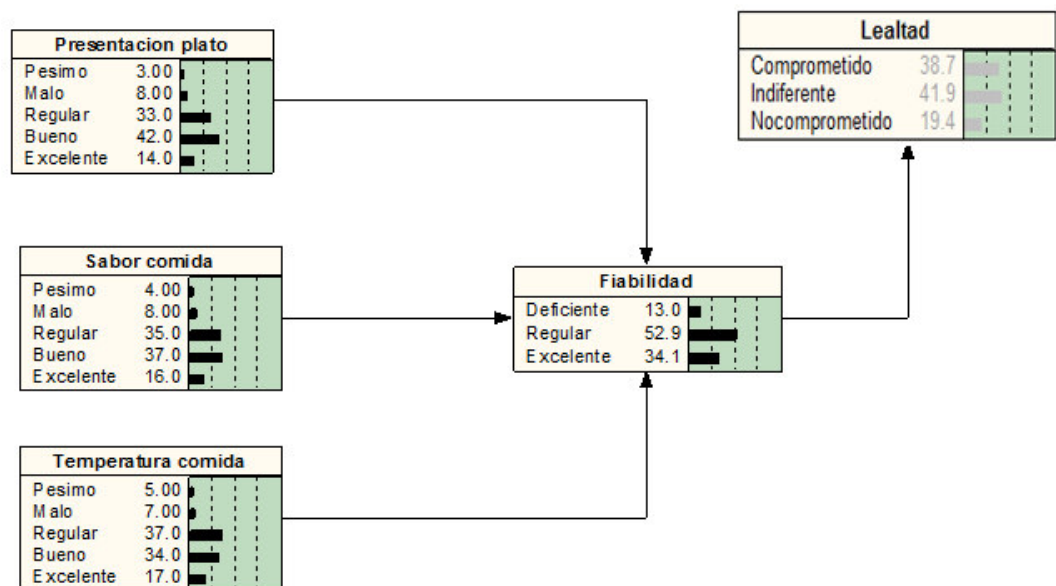 Presentacion plato
Pesimo 3.00
Malo 8.00
Regular 33.0
Bueno 42.0
Excelente 14.0
Lealtad
Comprometido 38.7
Indiferente 41.9
Nocomprometido 19.4
Sabor comida
Pesimo 4.00
Malo 8.00
Regular 35.0
Bueno 37.0
Excelente 16.0
Fiabilidad
Deficiente 13.0
Regular 52.9
Excelente 34.1
Temperatura comida
Pesimo 5.00
Malo 7.00
Regular 37.0
Bueno 34.0
Excelente 17.0